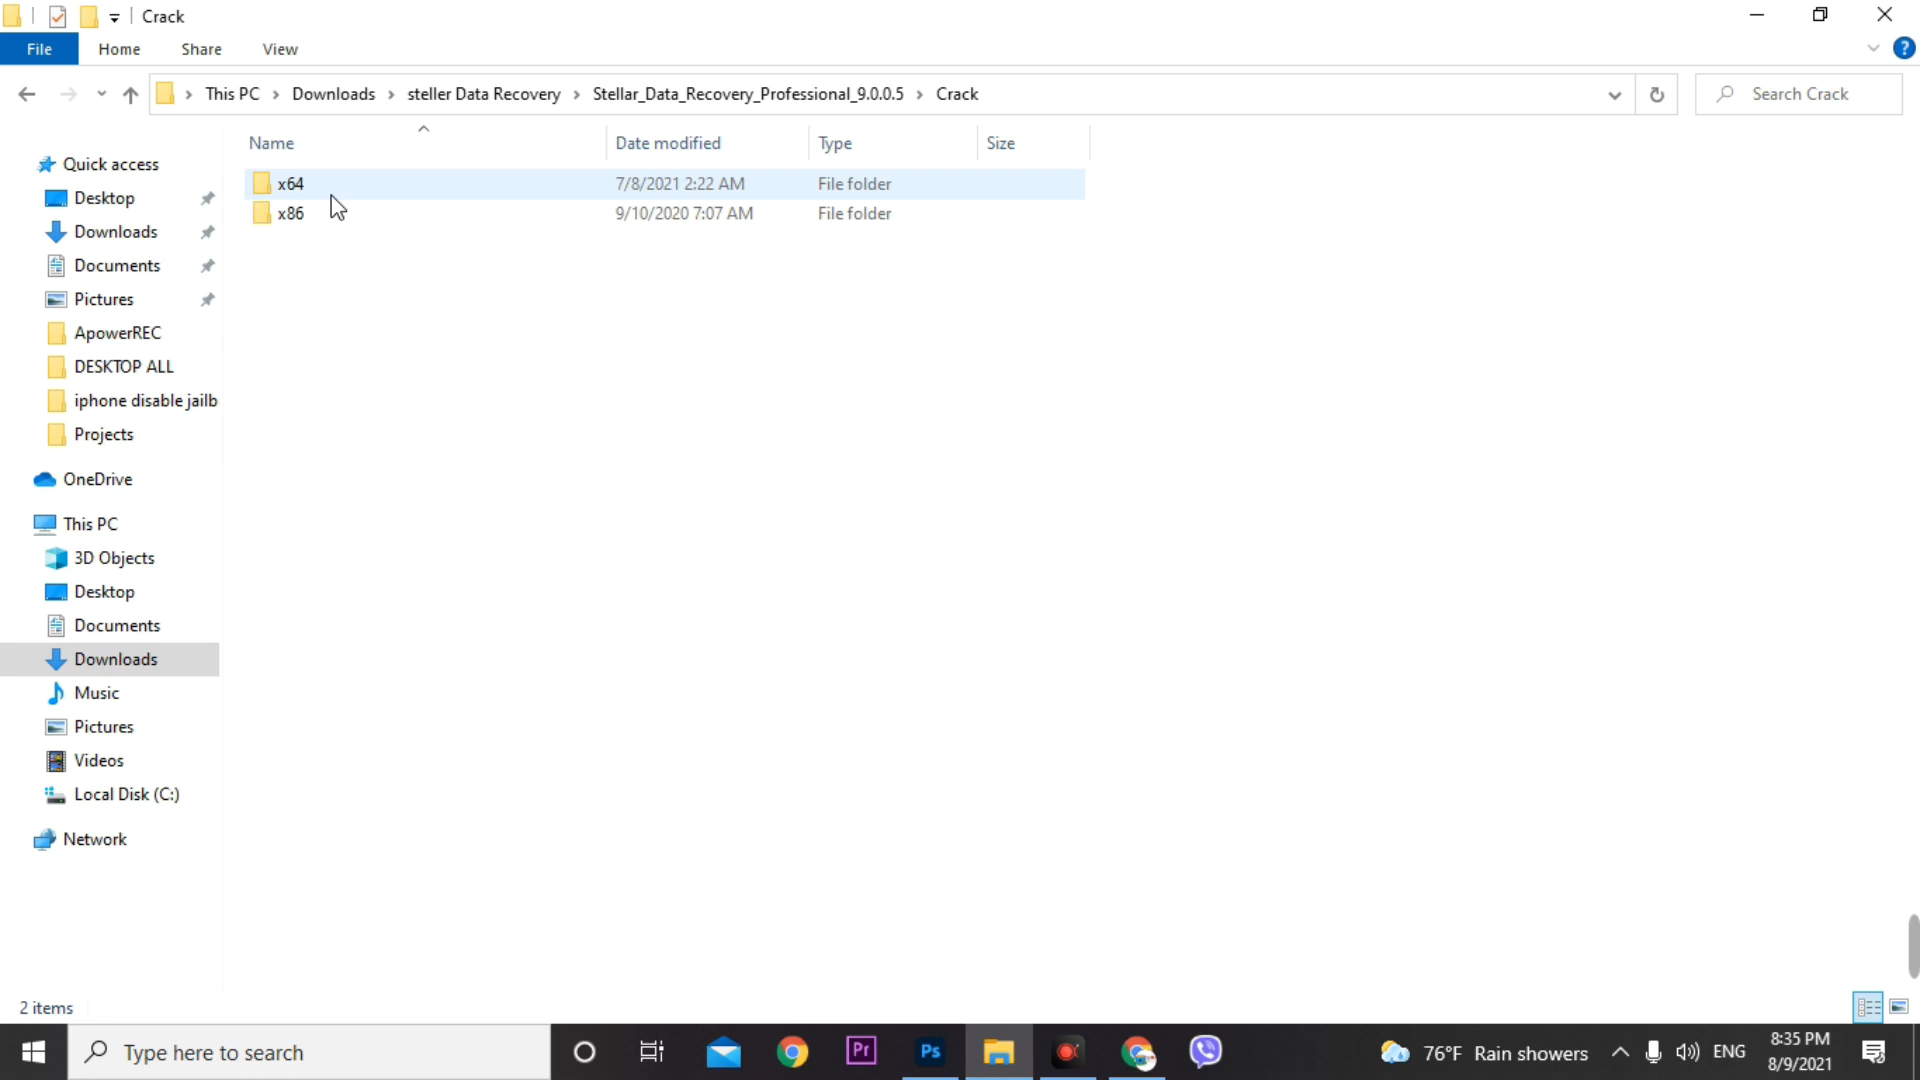 Crack
File Home Share View
This PC > Downloads > steller Data Recovery > Stellar_Data_Recovery_Professional_9.0.0.5 > Crack
Search Crack
Name Date modified Type Size
x64 7/8/2021 2:22 AM File folder
x86 9/10/2020 7:07 AM File folder
Quick access
Desktop
Downloads
Documents
Pictures
ApowerREC
DESKTOP ALL
iphone disable jailb
Projects
OneDrive
This PC
3D Objects
Desktop
Documents
Downloads
Music
Pictures
Videos
Local Disk (C:)
Network
2 items
Type here to search
Pr
Ps
76°F Rain showers
ENG
8:35 PM
8/9/2021